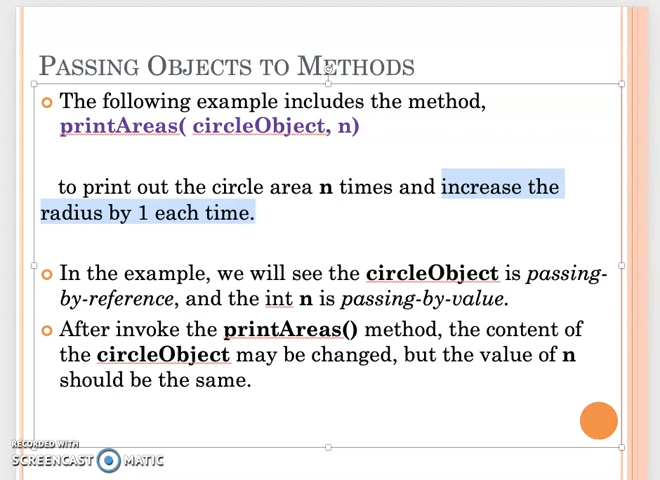 PASSING OBJECTS TO METHODS
The following example includes the method,
printAreas( circleObject, n)
to print out the circle area n times and increase the
radius by 1 each time.
In the example, we will see the circleObject is passing-
by-reference, and the int n is passing-by-value.
After invoke the printAreas() method, the content of
the circleObject may be changed, but the value of n
should be the same.
RECORDED WITH
SCREENCAST MATIC